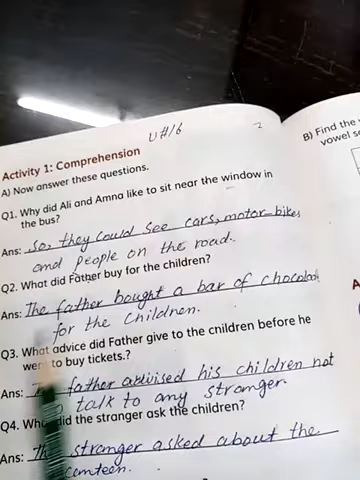 U#16
2
Activity 1: Comprehension
A) Now answer these questions.
Q1. Why did Ali and Amna like to sit near the window in
the bus?
Ans: So, they could see cars, motor-bikes
and people on the road.
Q2. What did Father buy for the children?
Ans: The father bought a bar of chocolate
for the children.
Q3. What advice did Father give to the children before he
to buy tickets.?
Ans: father advised his children not
talk to any stranger.
Q4. did the stranger ask the children?
Ans: The stranger asked about the
canteen.
B) Find the
vowel